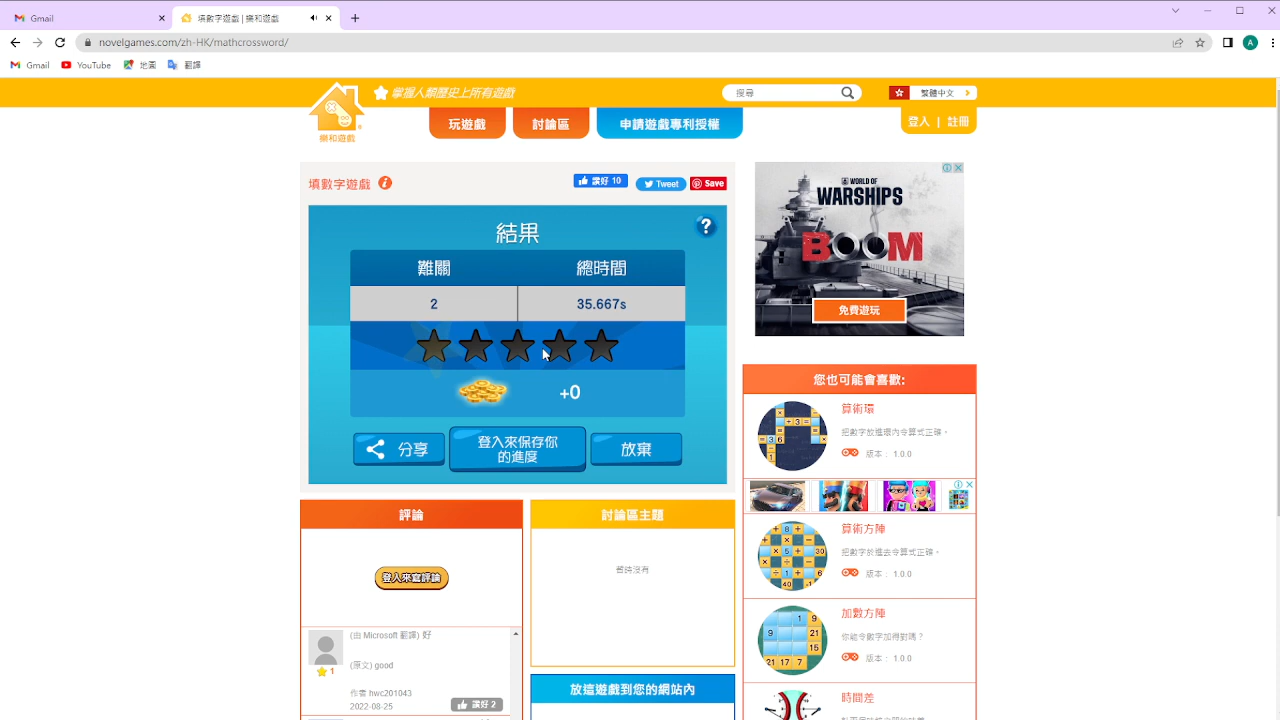 Gmail
填數字遊戲 | 樂和遊戲
novelgames.com/zh-HK/mathcrossword/
A
Gmail
YouTube
地圖
翻譯
掌握人類歷史上所有遊戲
搜尋
繁體中文
樂和遊戲
玩遊戲
討論區
申請遊戲專利授權
登入 | 註冊
填數字遊戲
讚好 10
Tweet
Save
結果
?
難關
總時間
2
35.667s
+0
分享
登入來保存你
的進度
放棄
WORLD OF
WARSHIPS
BOOM
免費遊玩
您也可能會喜歡:
算術環
把數字放進環內令算式正確。
版本： 1.0.0
算術方陣
把數字於進去令算式正確。
版本： 1.0.0
加數方陣
你能令數字加得對嗎？
版本： 1.0.0
時間差
評論
登入來寫評論
(由 Microsoft 翻譯) 好
(原文) good
1
作者 hwc201043
2022-08-25
讚好 2
討論區主題
暫時沒有
放這遊戲到您的網站內